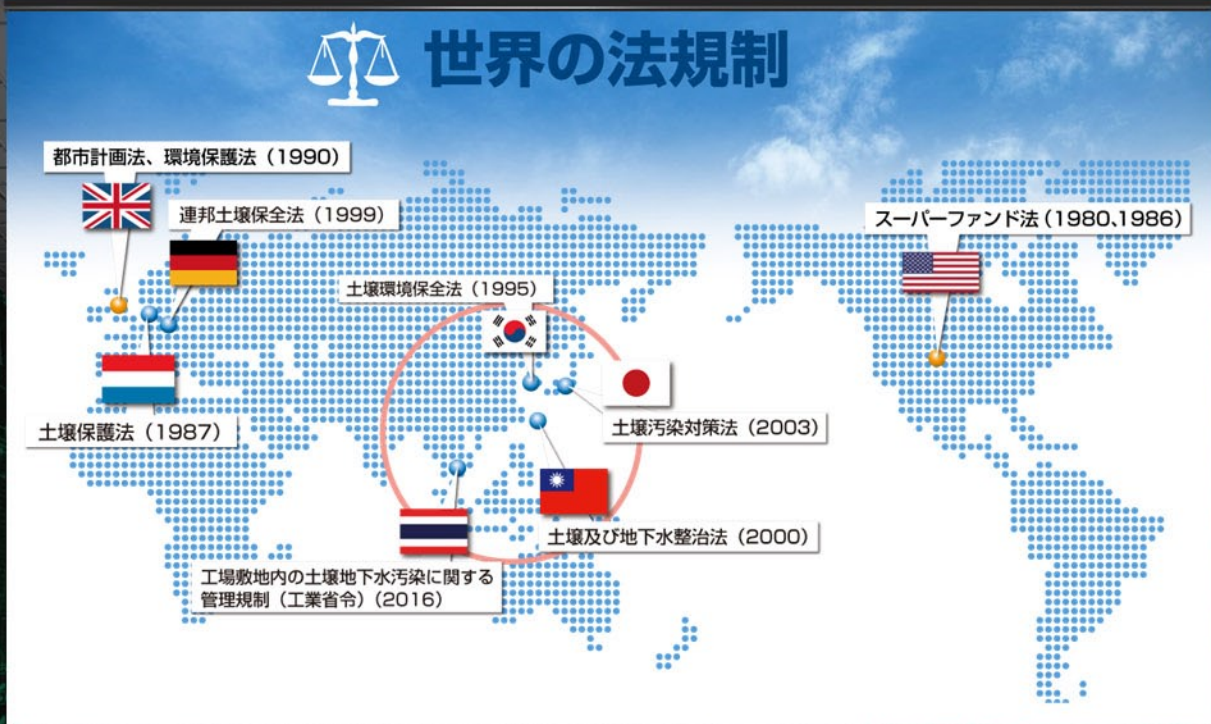 世界の法規制
都市計画法、環境保護法（1990）
連邦土壌保全法（1999）
スーパーファンド法（1980、1986）
土壌環境保全法（1995）
土壌汚染対策法（2003）
土壌保護法（1987）
土壌及び地下水整治法（2000）
工場敷地内の土壌地下水汚染に関する
管理規制（工業省令）（2016）